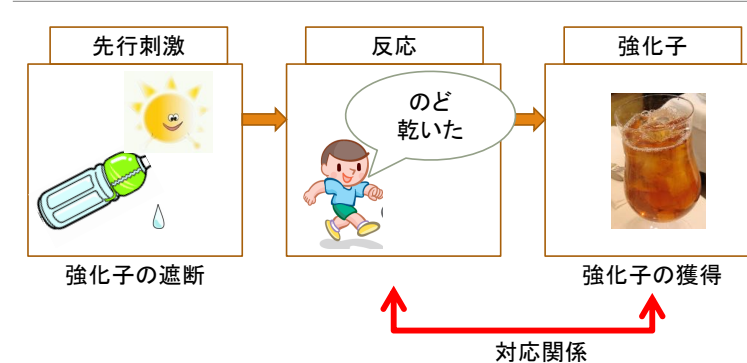 先行刺激
反応
強化子
のど
乾いた
強化子の遮断
強化子の獲得
対応関係